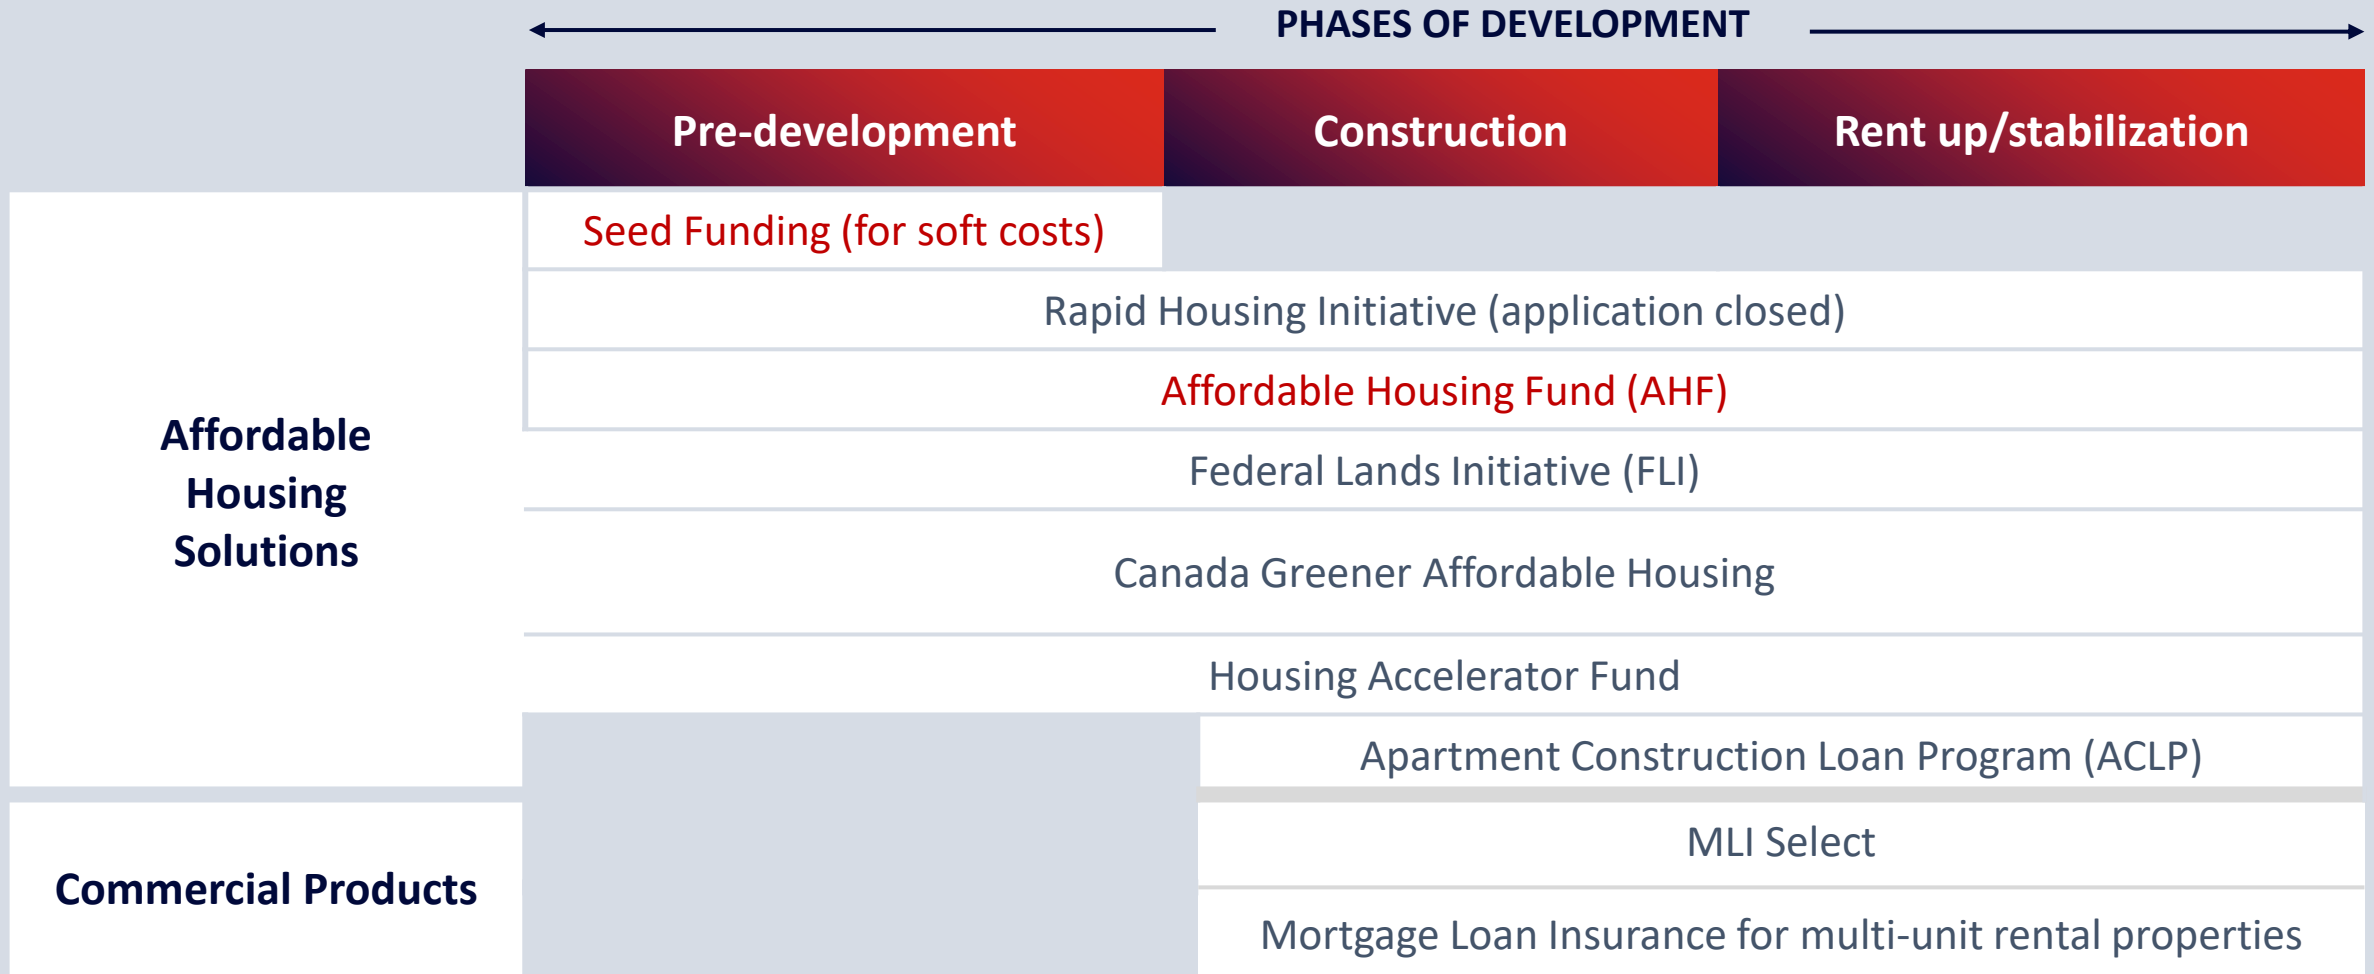 PHASES OF DEVELOPMENT
Pre-development
Construction
Rent up/stabilization
Affordable
Housing
Solutions
Seed Funding (for soft costs)
Rapid Housing Initiative (application closed)
Affordable Housing Fund (AHF)
Federal Lands Initiative (FLI)
Canada Greener Affordable Housing
Housing Accelerator Fund
Apartment Construction Loan Program (ACLP)
Commercial Products
MLI Select
Mortgage Loan Insurance for multi-unit rental properties